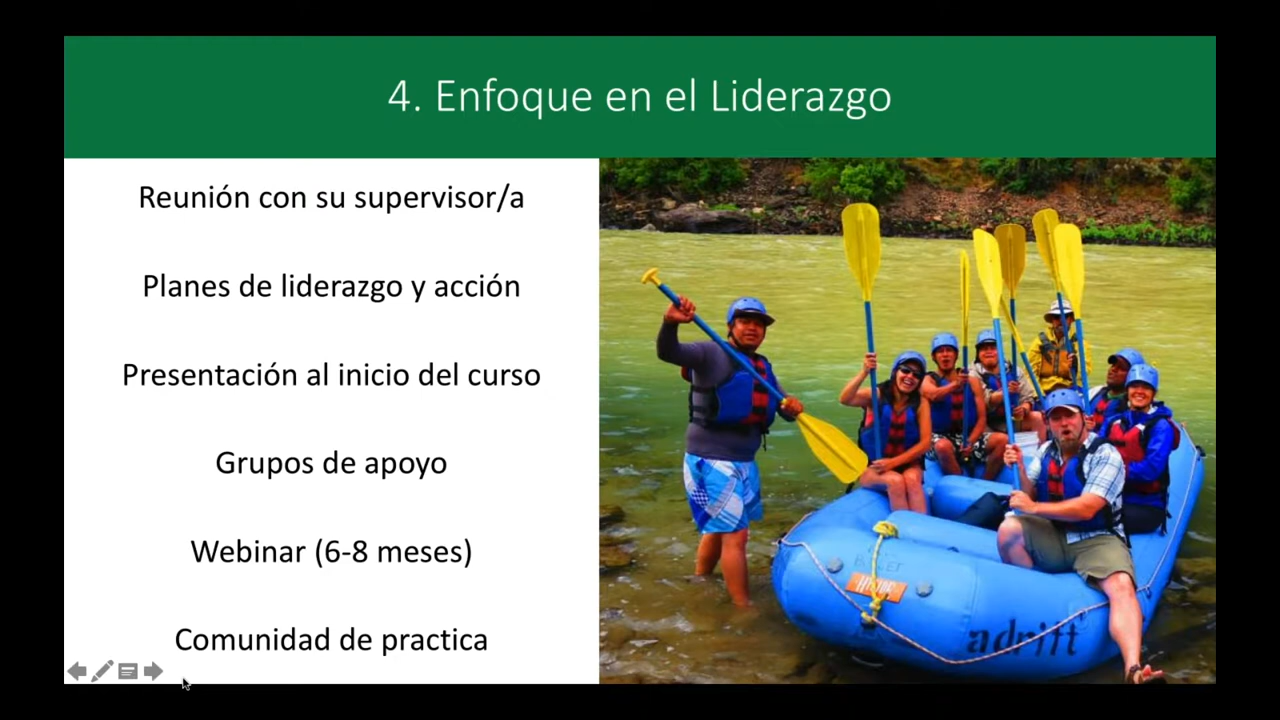 4. Enfoque en el Liderazgo
Reunión con su supervisor/a
Planes de liderazgo y acción
Presentación al inicio del curso
Grupos de apoyo
Webinar (6-8 meses)
Comunidad de practica
adrift